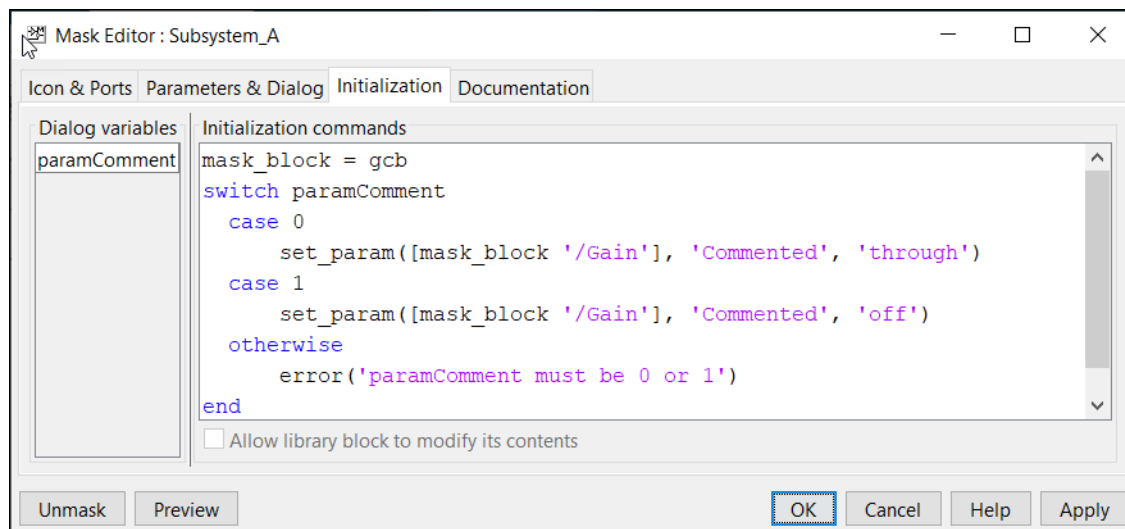 Mask Editor : Subsystem_A
Icon & Ports Parameters & Dialog Initialization Documentation
Dialog variables
paramComment
Initialization commands
mask_block = gcb
switch paramComment
  case 0
      set_param([mask_block '/Gain'], 'Commented', 'through')
  case 1
      set_param([mask_block '/Gain'], 'Commented', 'off')
  otherwise
      error('paramComment must be 0 or 1')
end
Allow library block to modify its contents
Unmask Preview OK Cancel Help Apply